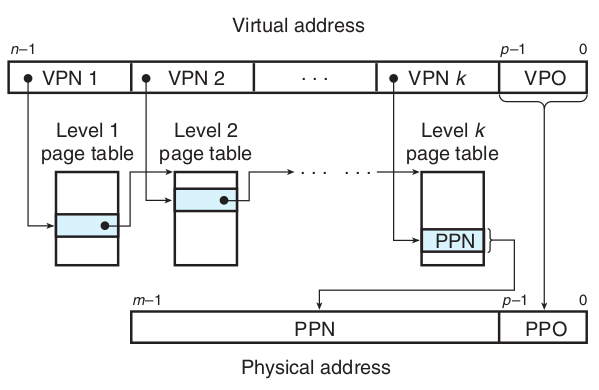 Virtual address
n–1 p–1 0
VPN 1 VPN 2 · · · VPN k VPO
Level 1 Level 2 Level k
page table page table page table
· · · · · ·
PPN
m–1 p–1 0
PPN PPO
Physical address